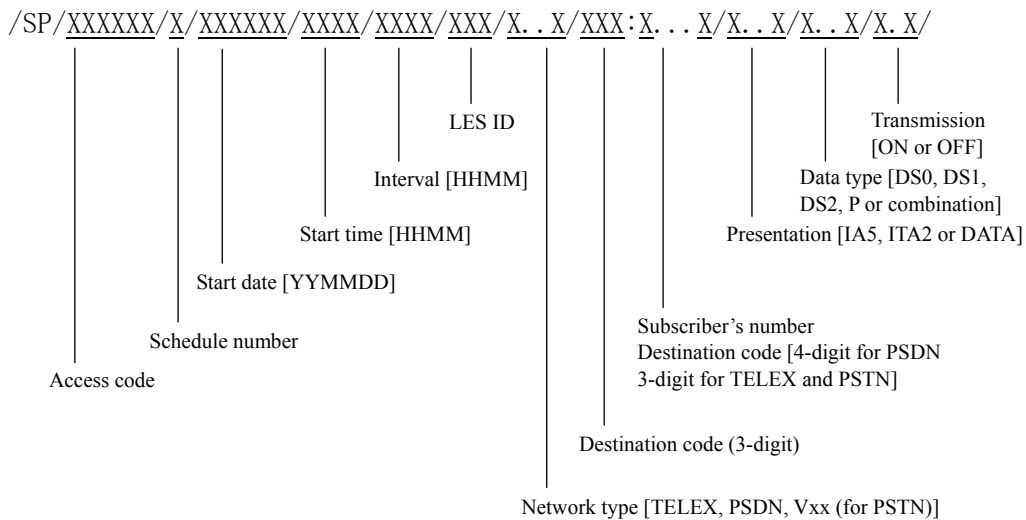 /SP/XXXXXX/X/XXXXXX/XXXX/XXXX/XXX/X..X/XXX:X...X/X..X/X..X/X.X/
LES ID
Transmission
[ON or OFF]
Interval [HHMM]
Data type [DS0, DS1,
DS2, P or combination]
Start time [HHMM]
Presentation [IA5, ITA2 or DATA]
Start date [YYMMDD]
Schedule number
Subscriber’s number
Destination code [4-digit for PSDN
3-digit for TELEX and PSTN]
Access code
Destination code (3-digit)
Network type [TELEX, PSDN, Vxx (for PSTN)]